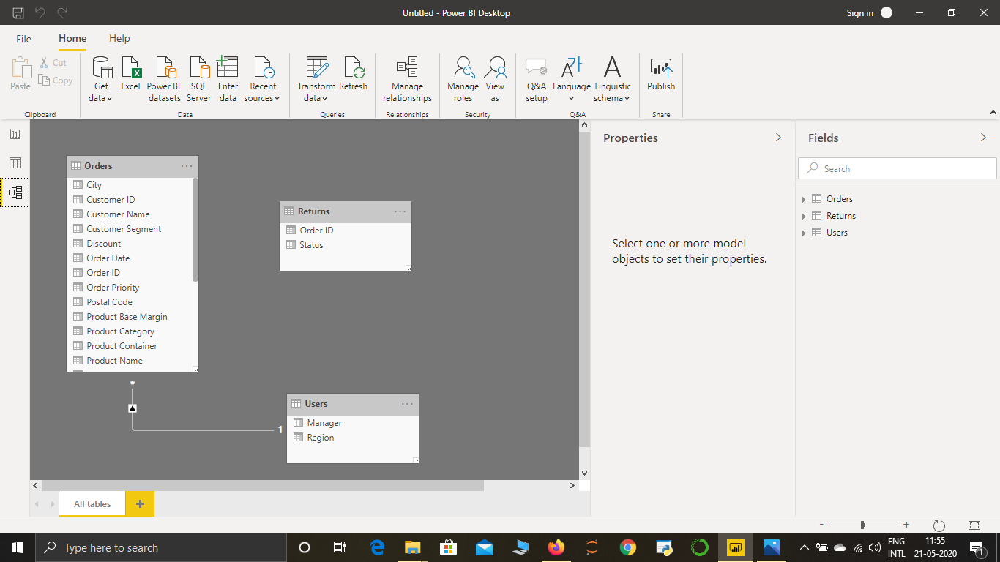 Untitled - Power BI Desktop
Sign in
File Home Help
Paste
Cut
Copy
Clipboard
Get data
Excel
Power BI datasets
SQL Server
Enter data
Recent sources
Data
Transform data
Refresh
Queries
Manage relationships
Relationships
Manage roles
View as
Security
Q&A setup
Language
Linguistic schema
Q&A
Publish
Share
Orders
City
Customer ID
Customer Name
Customer Segment
Discount
Order Date
Order ID
Order Priority
Postal Code
Product Base Margin
Product Category
Product Container
Product Name
*
Returns
Order ID
Status
1
Users
Manager
Region
Properties
Select one or more model
objects to set their properties.
Fields
Search
Orders
Returns
Users
All tables
Type here to search
ENG
INTL
11:55
21-05-2020
1